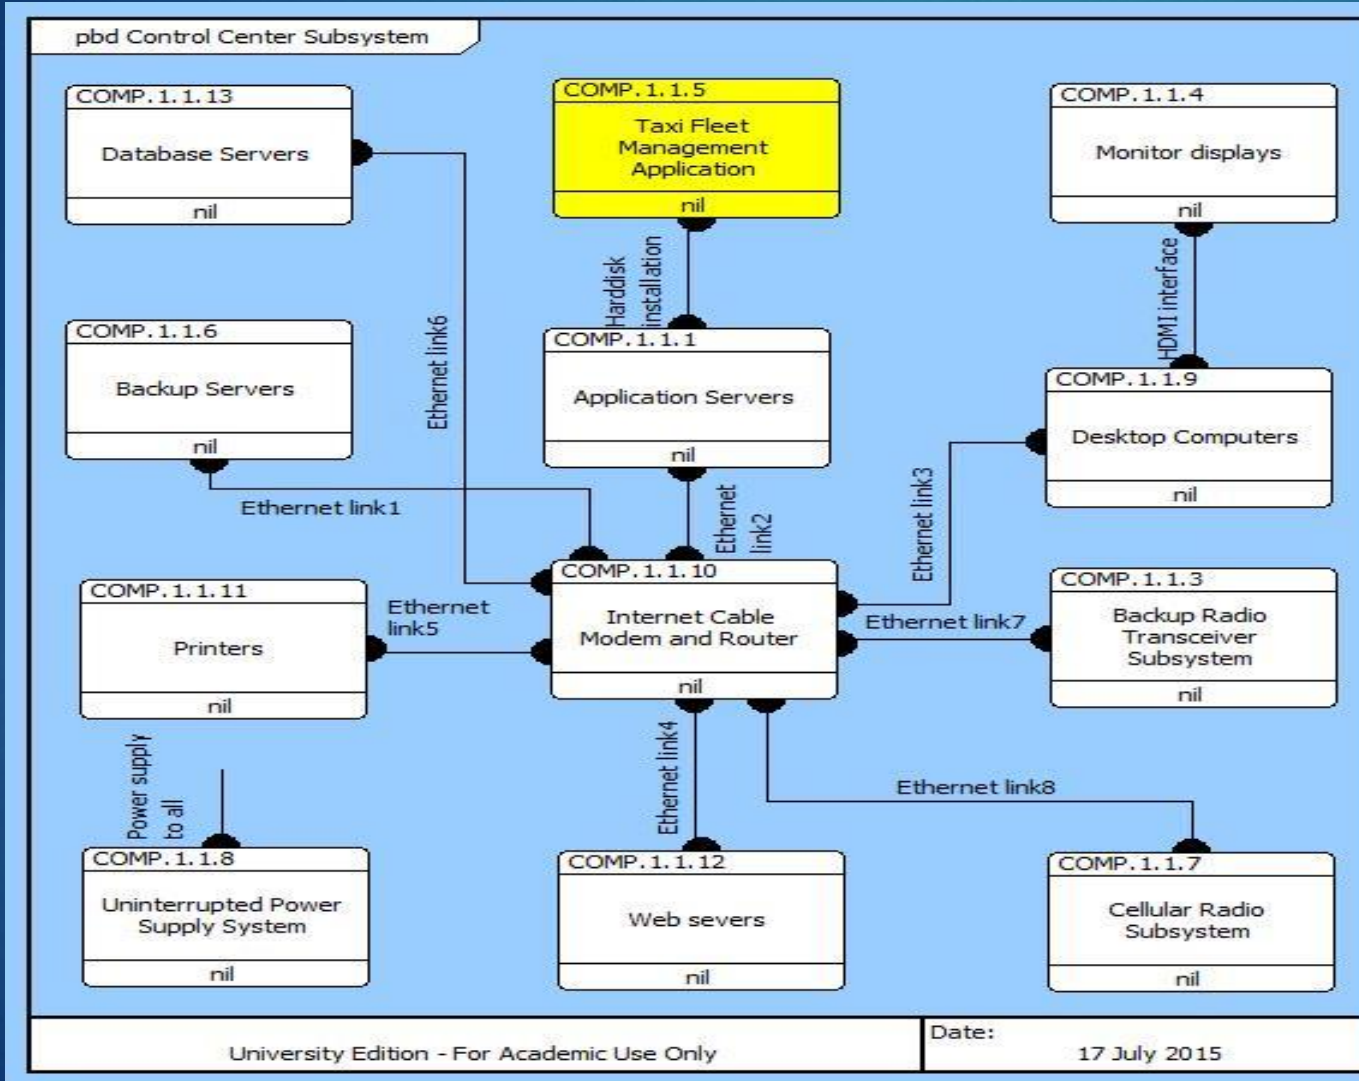 pbd Control Center Subsystem
COMP.1.1.13
Database Servers
nil
COMP.1.1.5
Taxi Fleet
Management
Application
nil
COMP.1.1.4
Monitor displays
nil
Harddisk
installation
HDMI interface
Ethernet link6
COMP.1.1.6
Backup Servers
nil
COMP.1.1.1
Application Servers
nil
COMP.1.1.9
Desktop Computers
nil
Ethernet link1
Ethernet
link2
Ethernet link3
COMP.1.1.11
Printers
nil
Ethernet
link5
COMP.1.1.10
Internet Cable
Modem and Router
nil
Ethernet link7
COMP.1.1.3
Backup Radio
Transceiver
Subsystem
nil
Power supply
to all
Ethernet link4
Ethernet link8
COMP.1.1.8
Uninterrupted Power
Supply System
nil
COMP.1.1.12
Web severs
nil
COMP.1.1.7
Cellular Radio
Subsystem
nil
University Edition - For Academic Use Only
Date:
17 July 2015